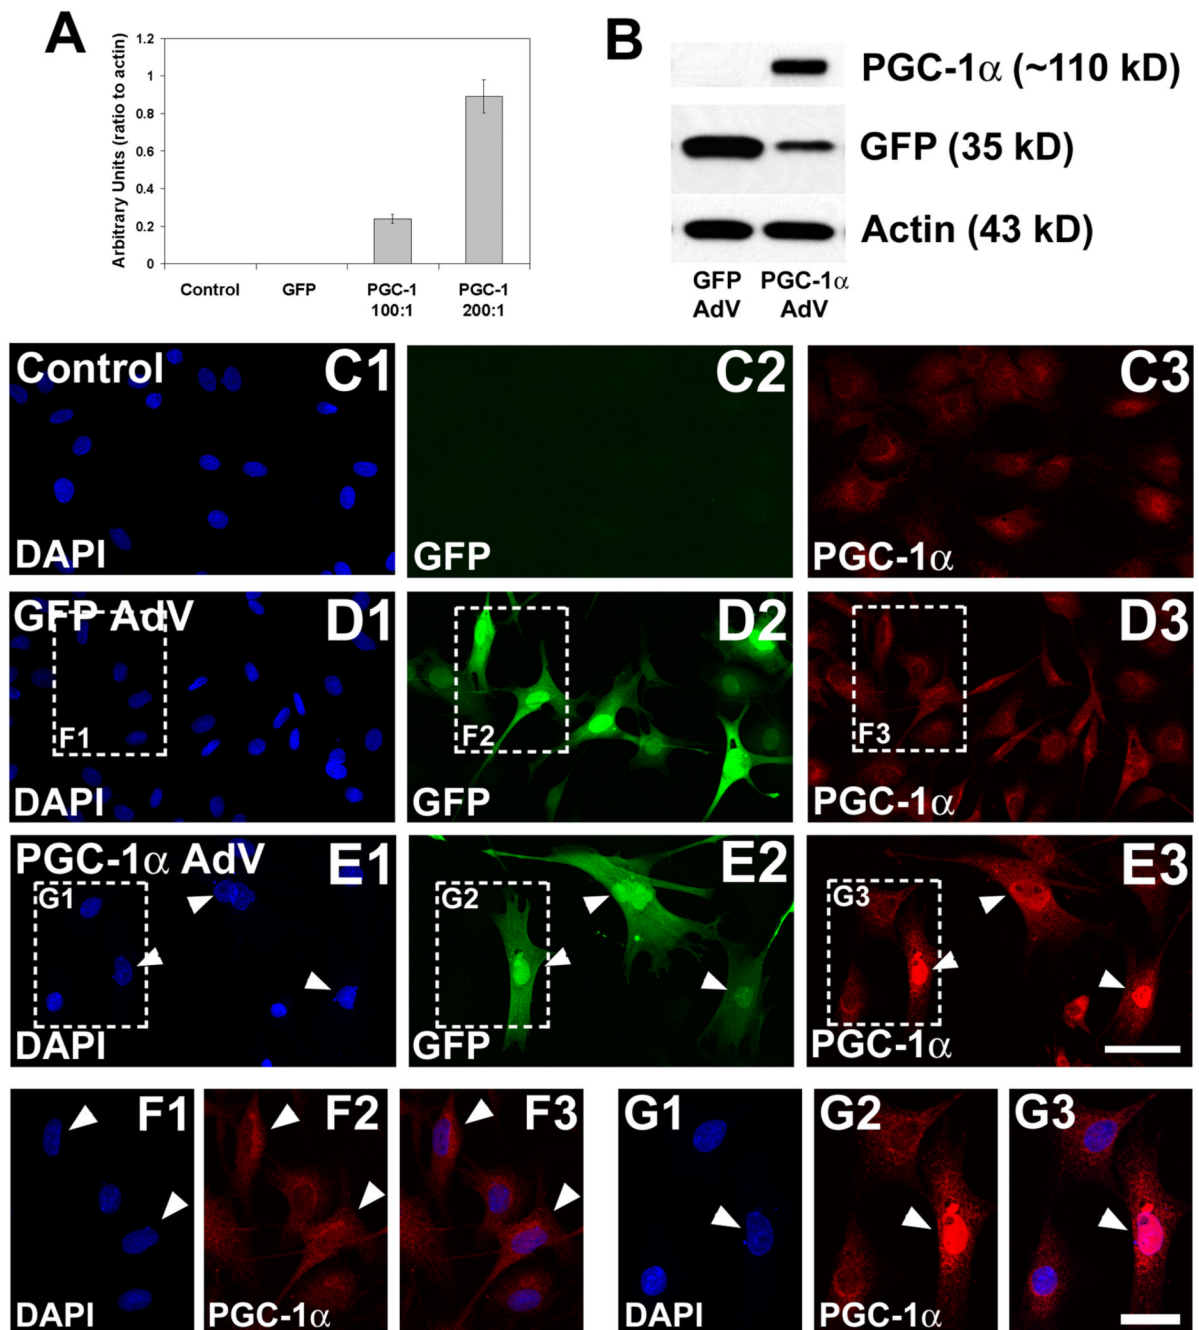 A
B
Arbitrary Units (ratio to actin)
1.2
1
0.8
0.6
0.4
0.2
0
Control
GFP
PGC-1
100:1
PGC-1
200:1
PGC-1α (~110 kD)
GFP (35 kD)
Actin (43 kD)
GFP
AdV
PGC-1α
AdV
Control
C1
DAPI
C2
GFP
C3
PGC-1α
GFP AdV
D1
F1
DAPI
D2
F2
GFP
D3
F3
PGC-1α
PGC-1α AdV
E1
G1
DAPI
E2
G2
GFP
E3
G3
PGC-1α
F1
DAPI
F2
PGC-1α
F3
G1
DAPI
G2
PGC-1α
G3